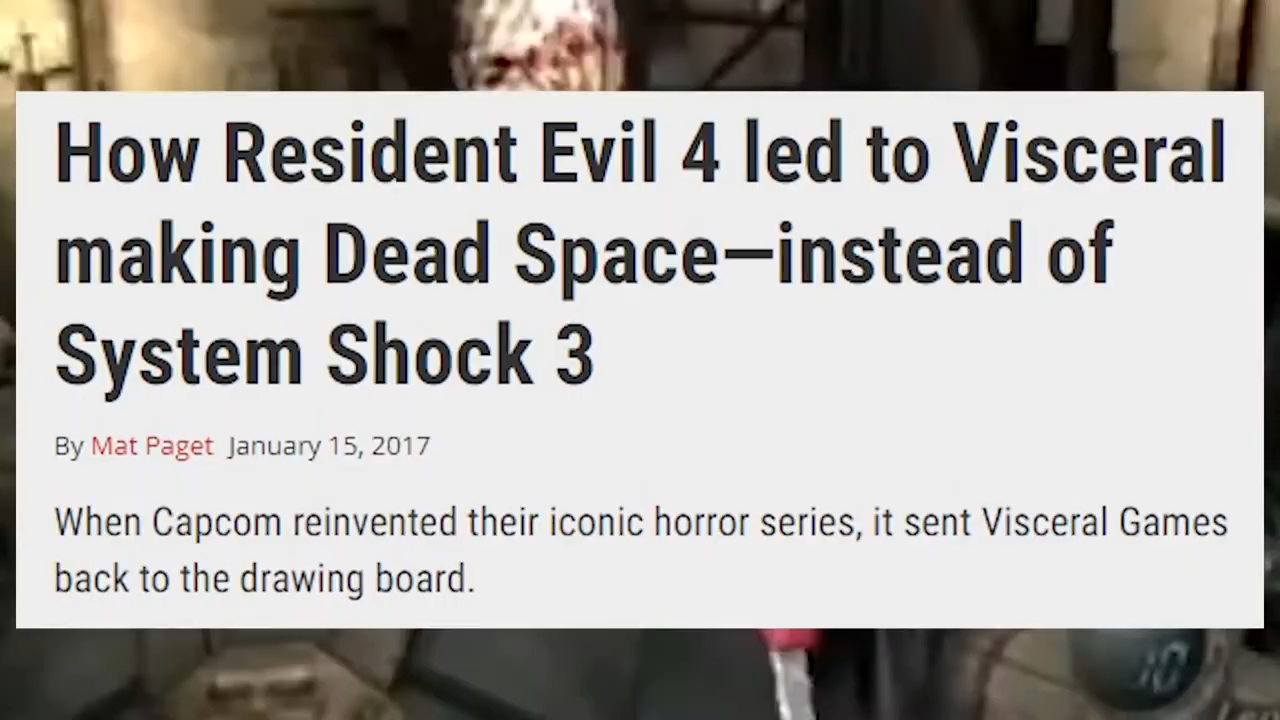 How Resident Evil 4 led to Visceral
making Dead Space—instead of
System Shock 3
By Mat Paget January 15, 2017
When Capcom reinvented their iconic horror series, it sent Visceral Games
back to the drawing board.
10